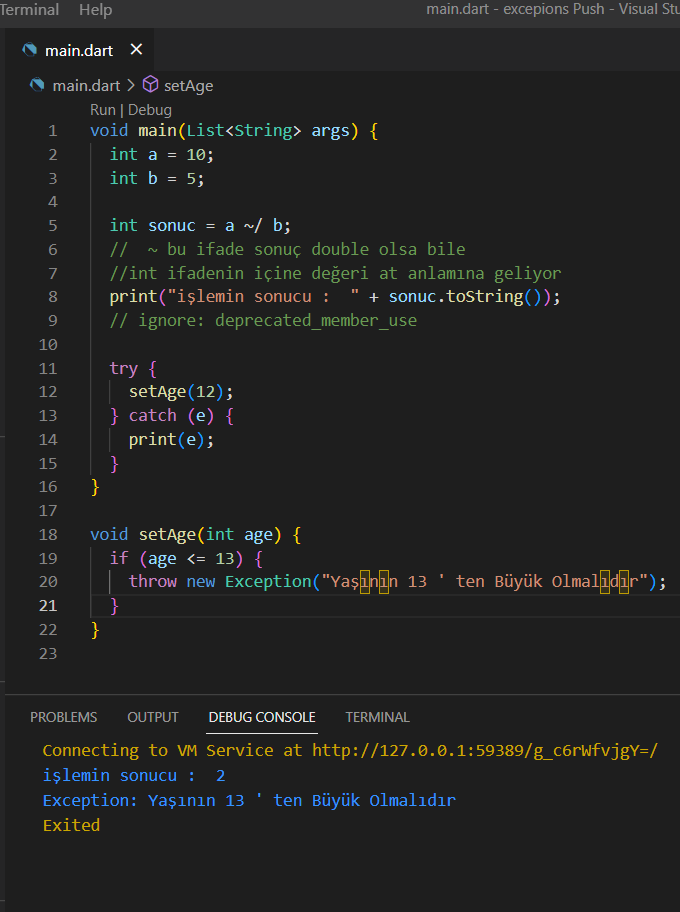 Terminal Help main.dart - excepions Push - Visual Stu
main.dart ×
main.dart > setAge
Run | Debug
1 void main(List<String> args) {
2   int a = 10;
3   int b = 5;
4
5   int sonuc = a ~/ b;
6   //  ~ bu ifade sonuç double olsa bile
7   //int ifadenin içine değeri at anlamına geliyor
8   print("işlemin sonucu :  " + sonuc.toString());
9   // ignore: deprecated_member_use
10
11   try {
12     setAge(12);
13   } catch (e) {
14     print(e);
15   }
16 }
17
18 void setAge(int age) {
19   if (age <= 13) {
20     throw new Exception("Yaşının 13 ' ten Büyük Olmalıdır");
21   }
22 }
23
PROBLEMS OUTPUT DEBUG CONSOLE TERMINAL
Connecting to VM Service at http://127.0.0.1:59389/g_c6rWfvjgY=/
işlemin sonucu :  2
Exception: Yaşının 13 ' ten Büyük Olmalıdır
Exited